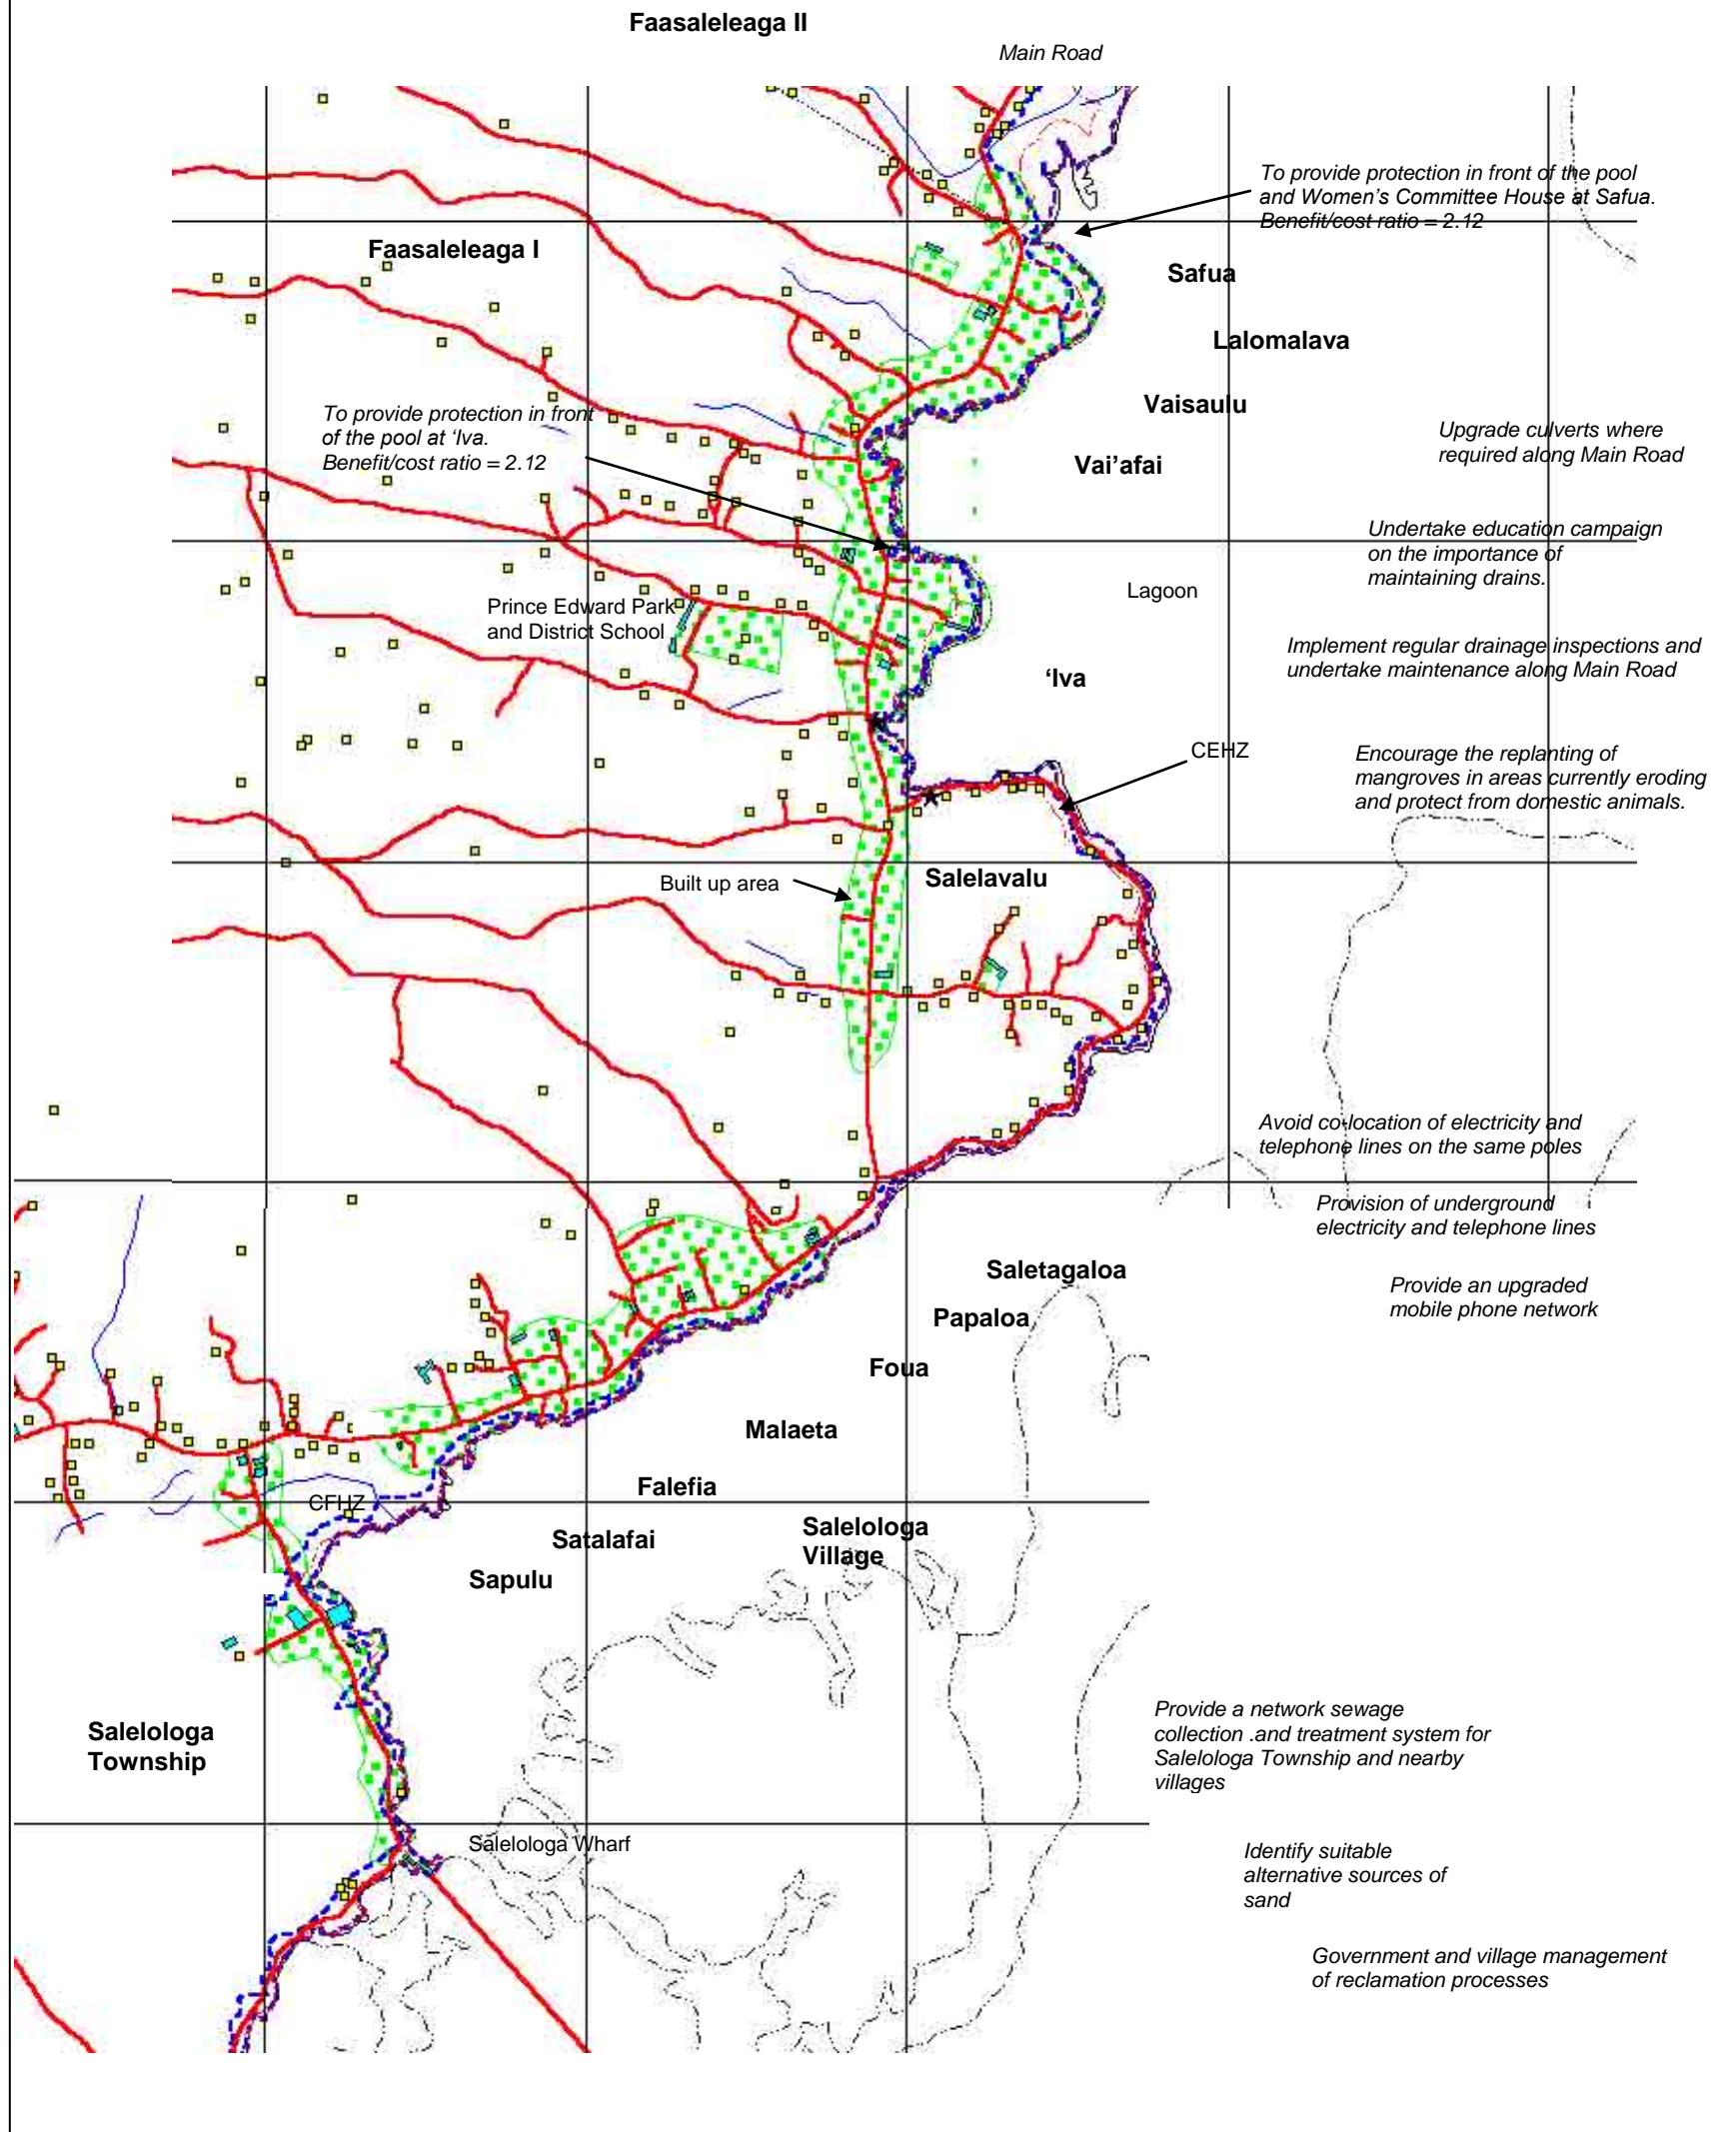 Faasaleleaga II
Main Road
To provide protection in front of the pool
and Women's Committee House at Safua.
Benefit/cost ratio = 2.12
Faasaleleaga I
Safua
Lalomalava
Vaisaulu
To provide protection in front
of the pool at ‘Iva.
Benefit/cost ratio = 2.12
Upgrade culverts where
required along Main Road
Vai’afai
Undertake education campaign
on the importance of
maintaining drains.
Lagoon
Prince Edward Park
and District School
Implement regular drainage inspections and
undertake maintenance along Main Road
‘Iva
CEHZ
Encourage the replanting of
mangroves in areas currently eroding
and protect from domestic animals.
Built up area
Salelavalu
Avoid co-location of electricity and
telephone lines on the same poles
Provision of underground
electricity and telephone lines
Saletagaloa
Provide an upgraded
mobile phone network
Papaloa
Foua
Malaeta
Falefia
CFHZ
Satalafai
Salelologa
Village
Sapulu
Salelologa
Township
Provide a network sewage
collection .and treatment system for
Salelologa Township and nearby
villages
Salelologa Wharf
Identify suitable
alternative sources of
sand
Government and village management
of reclamation processes